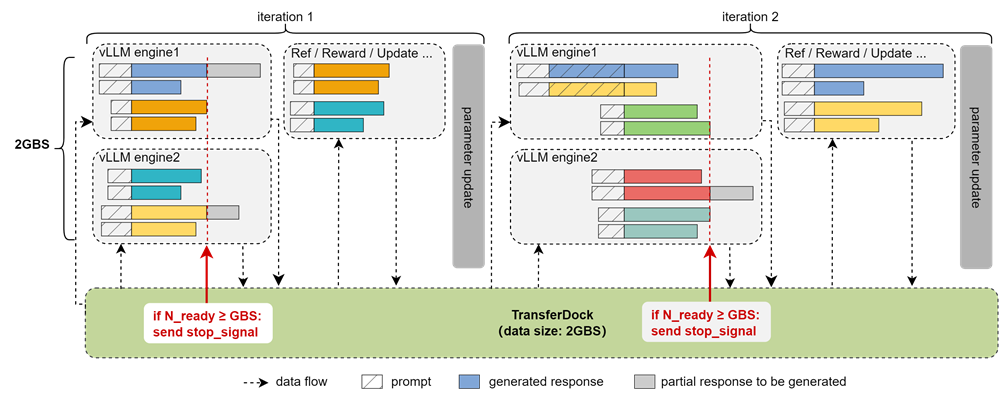 iteration 1
iteration 2
vLLM engine1
Ref / Reward / Update ...
vLLM engine1
Ref / Reward / Update ...
2GBS
parameter update
parameter update
vLLM engine2
vLLM engine2
if N_ready ≥ GBS:
send stop_signal
TransferDock
(data size: 2GBS)
if N_ready ≥ GBS:
send stop_signal
data flow
prompt
generated response
partial response to be generated